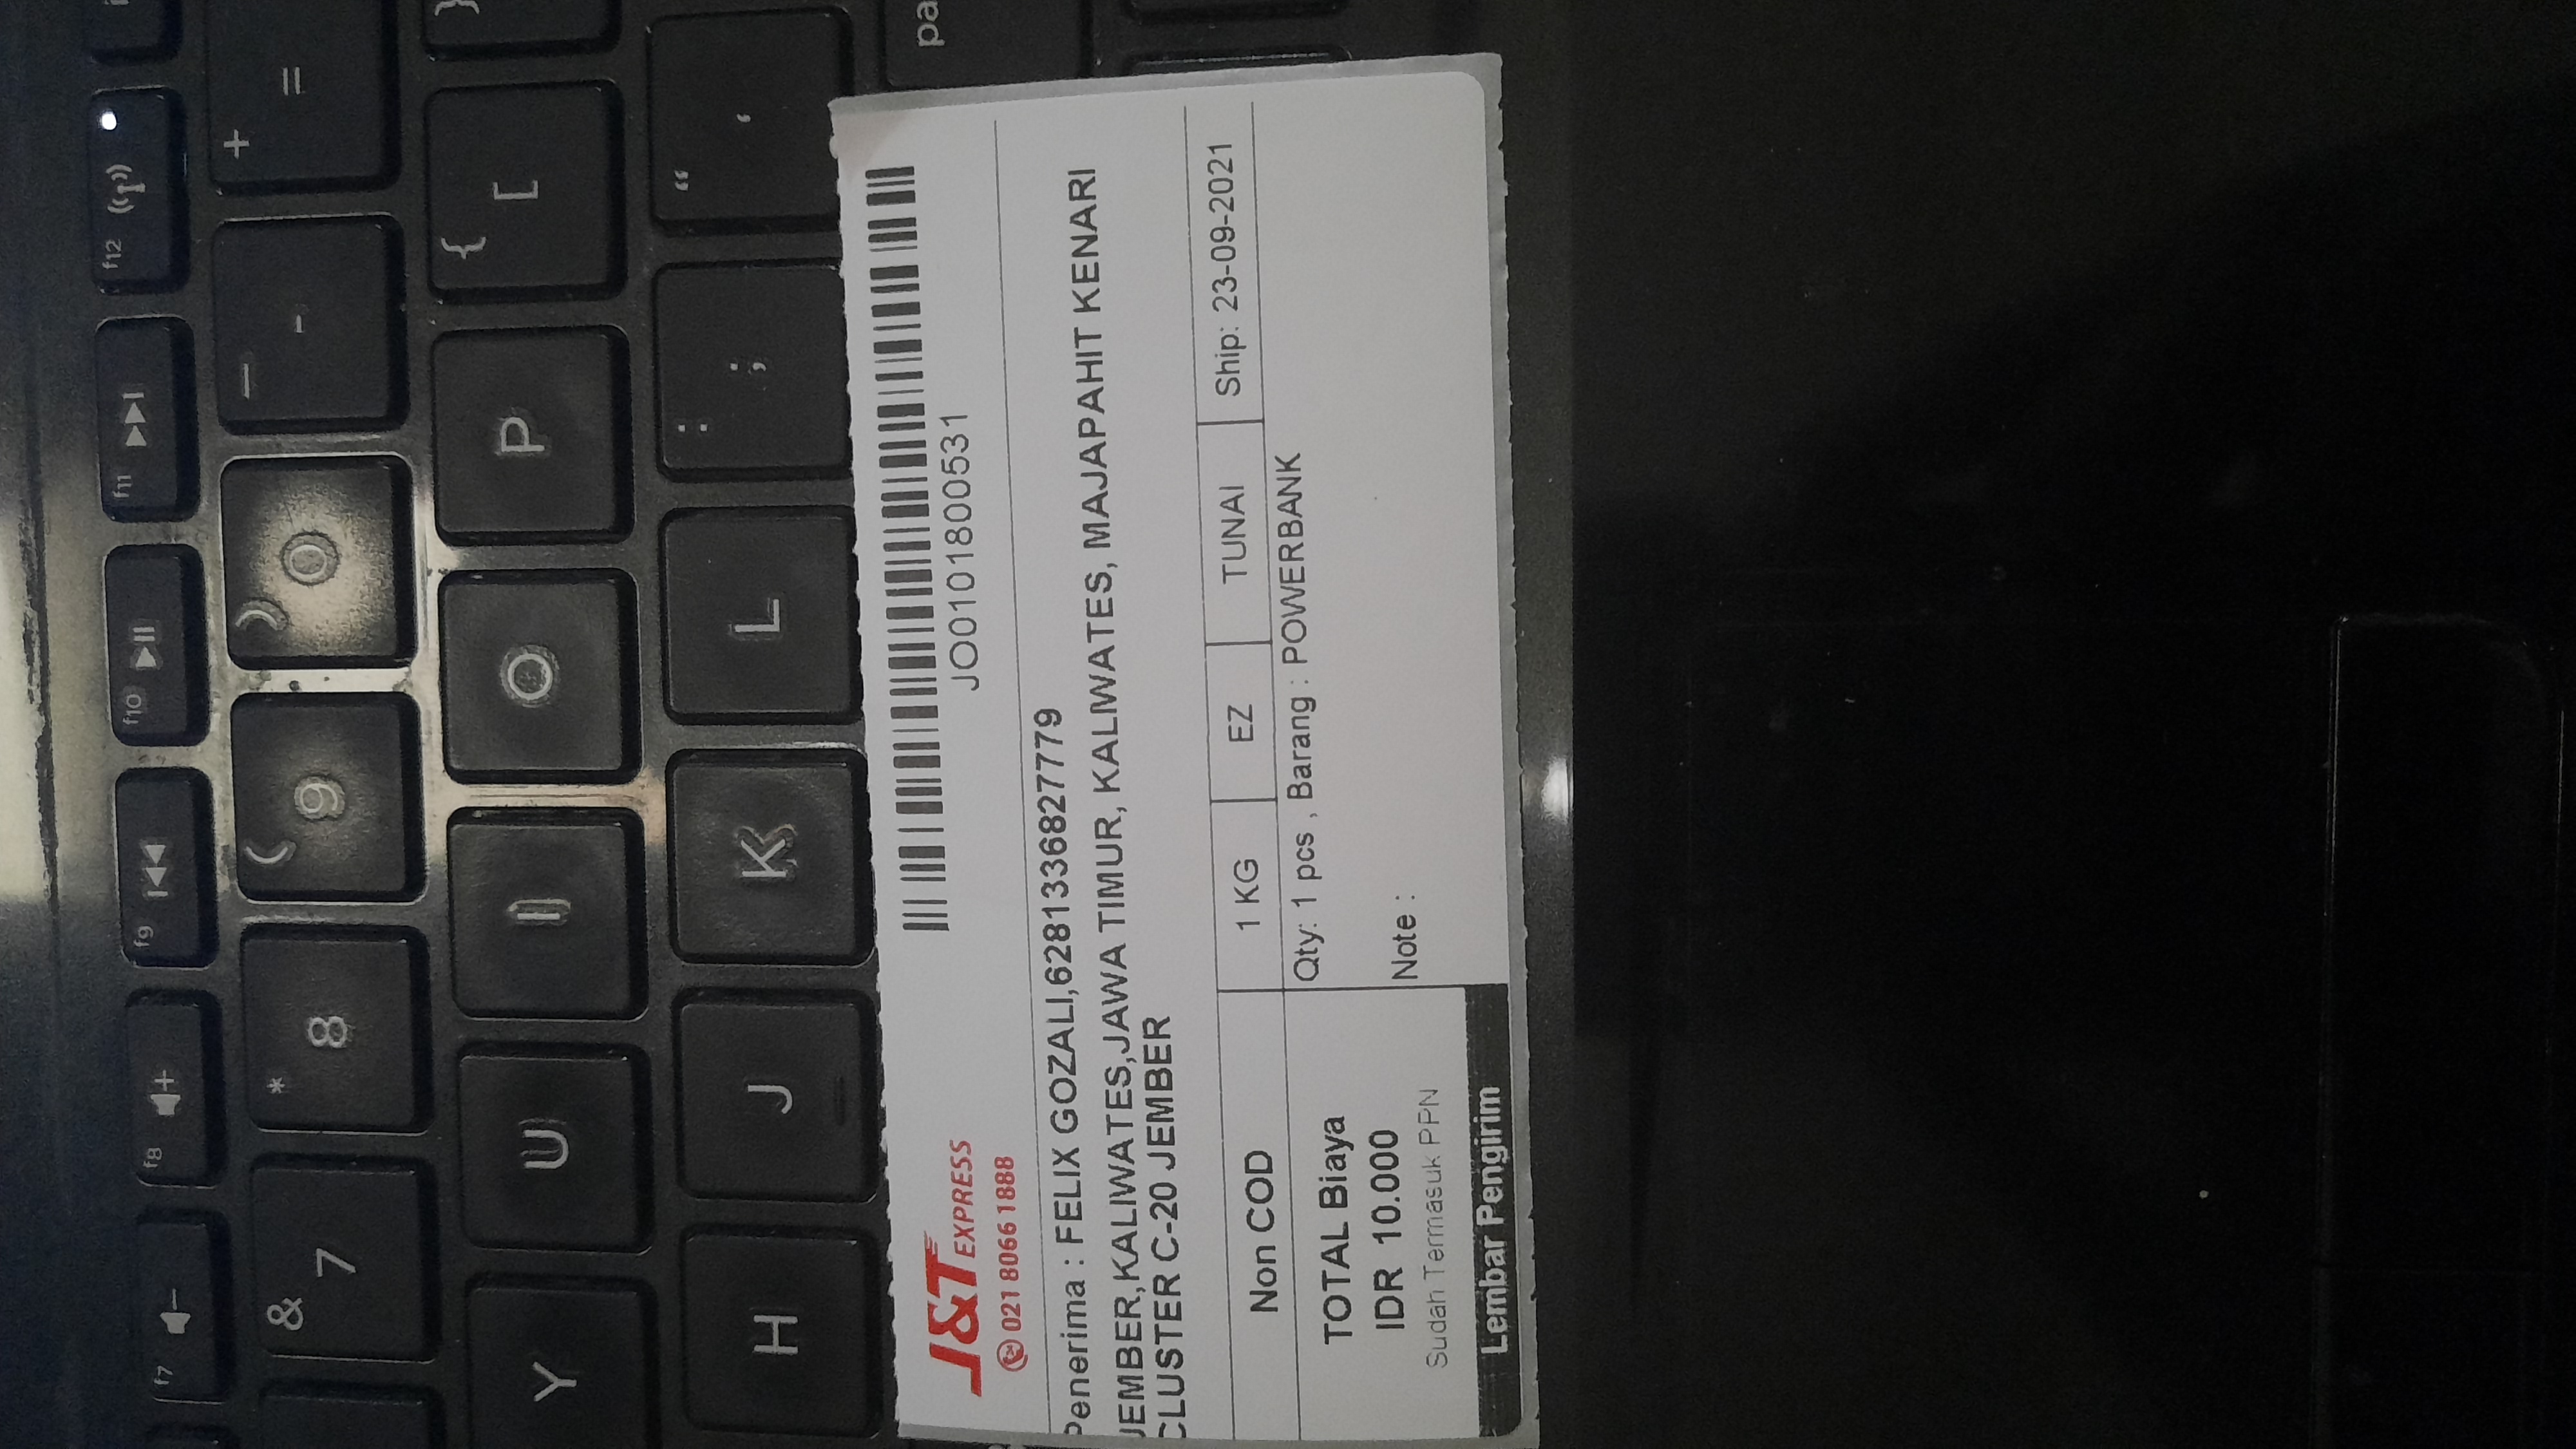 f7 f8 f9 f10 f11 f12
& 7 * 8 ( 9 ) 0 — - + =
Y U I O P { [ }
H J K L : ; “ ‘
pa
J&T EXPRESS
021 8066 1888
JO0101800531
Penerima : FELIX GOZALI,6281336827779
JEMBER,KALIWATES,JAWA TIMUR, KALIWATES, MAJAPAHIT KENARI
CLUSTER C-20 JEMBER
Non COD 1 KG EZ TUNAI Ship: 23-09-2021
Qty: 1 pcs , Barang : POWERBANK
TOTAL Biaya
IDR 10.000
Note :
Sudah Termasuk PPN
Lembar Pengirim